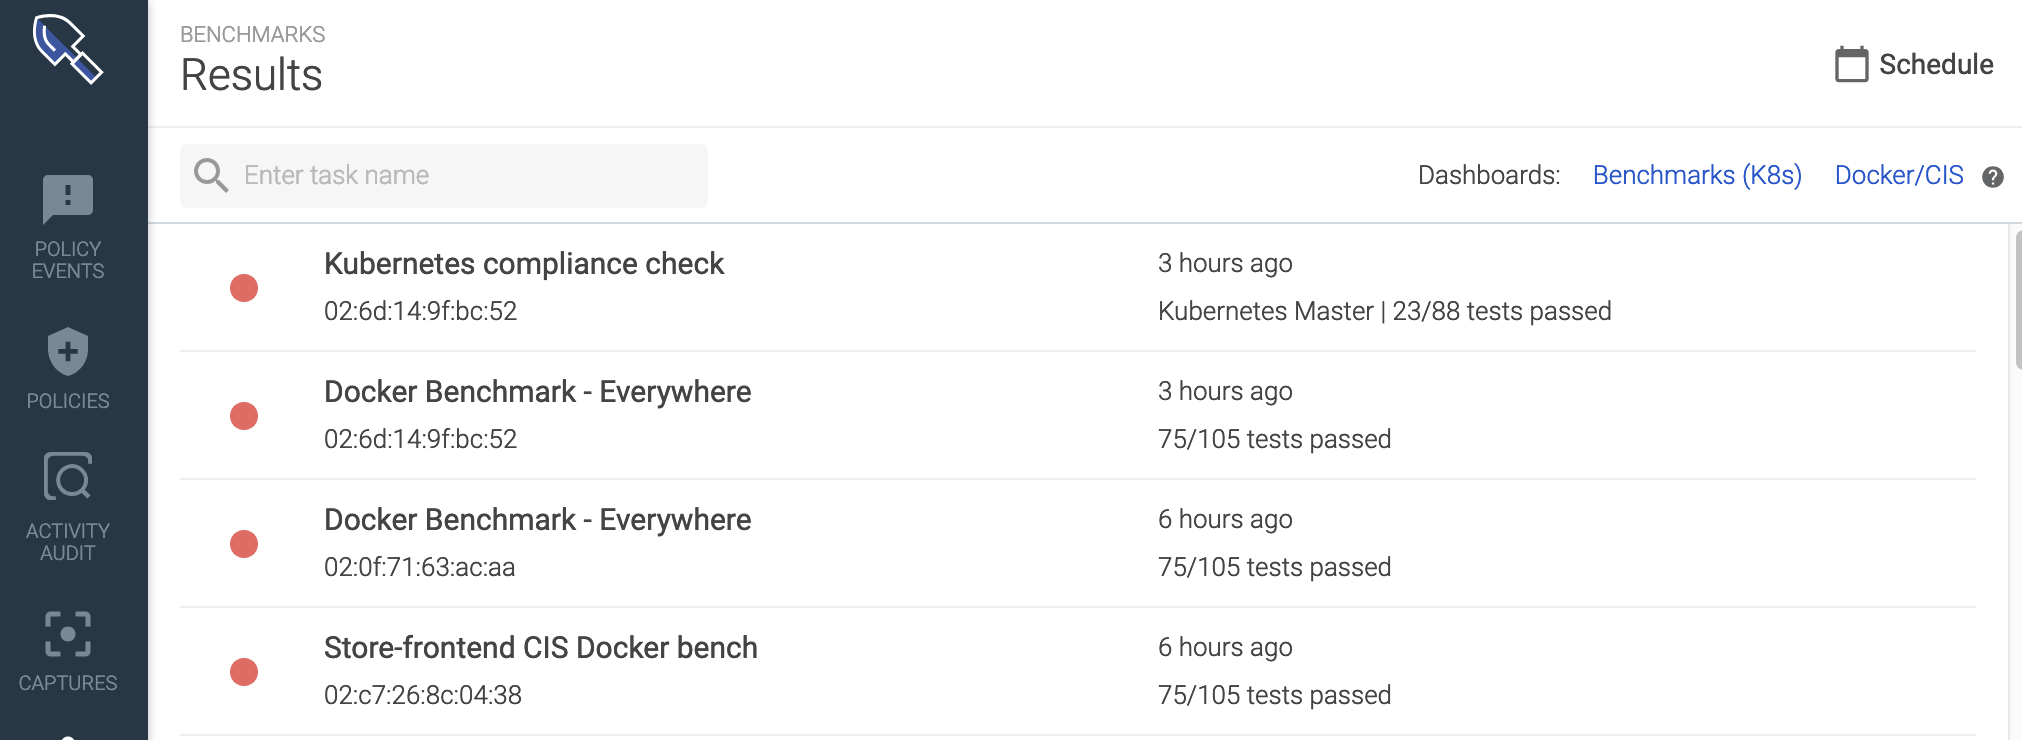 BENCHMARKS
Results
Schedule
Enter task name
Dashboards: Benchmarks (K8s) Docker/CIS ?
POLICY
EVENTS
POLICIES
ACTIVITY
AUDIT
CAPTURES
Kubernetes compliance check
3 hours ago
02:6d:14:9f:bc:52
Kubernetes Master | 23/88 tests passed
Docker Benchmark - Everywhere
3 hours ago
02:6d:14:9f:bc:52
75/105 tests passed
Docker Benchmark - Everywhere
6 hours ago
02:0f:71:63:ac:aa
75/105 tests passed
Store-frontend CIS Docker bench
6 hours ago
02:c7:26:8c:04:38
75/105 tests passed